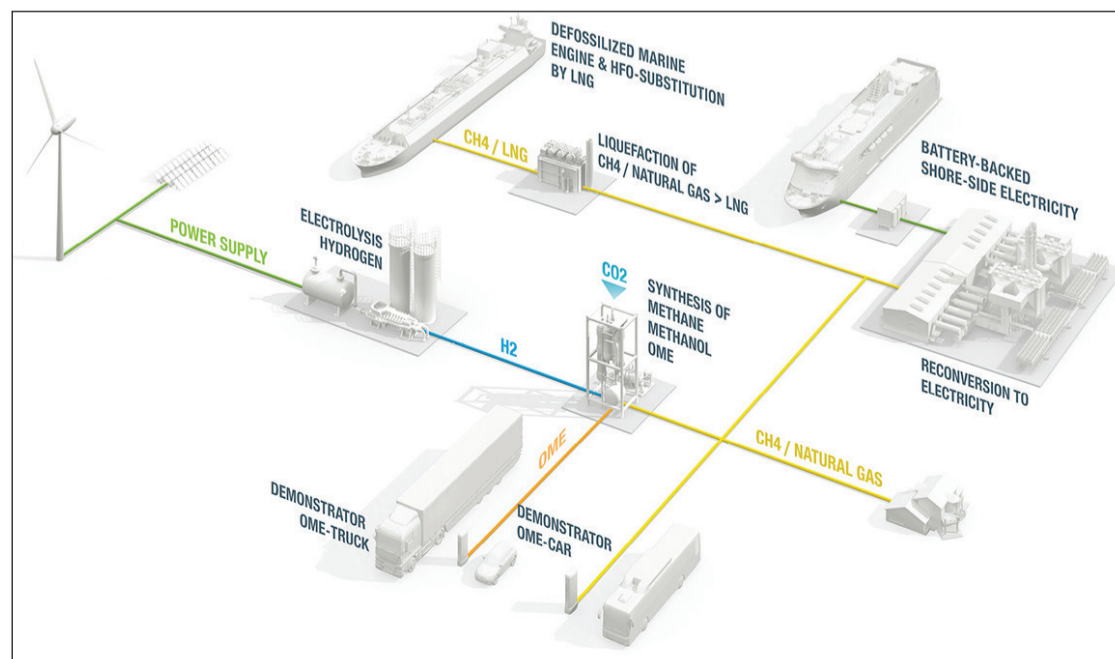 DEFOSSILIZED MARINE
ENGINE & HFO-SUBSTITUTION
BY LNG
CH4 / LNG
LIQUEFACTION OF
CH4 / NATURAL GAS > LNG
BATTERY-BACKED
SHORE-SIDE ELECTRICITY
POWER SUPPLY
ELECTROLYSIS
HYDROGEN
CO2
SYNTHESIS OF
METHANE
METHANOL
OME
H2
RECONVERSION TO
ELECTRICITY
OME
CH4 / NATURAL GAS
DEMONSTRATOR
OME-TRUCK
DEMONSTRATOR
OME-CAR